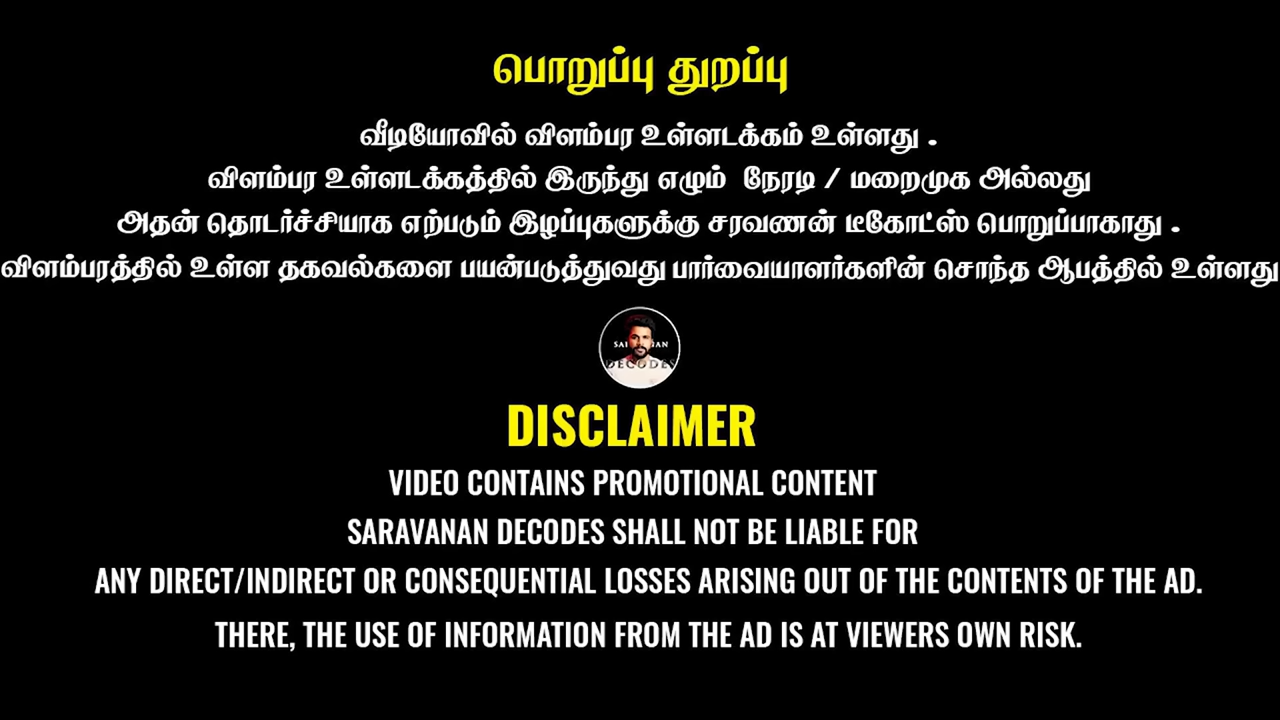 பொறுப்பு துறப்பு
வீடியோவில் விளம்பர உள்ளடக்கம் உள்ளது .
விளம்பர உள்ளடக்கத்தில் இருந்து எழும் நேரடி / மறைமுக அல்லது
அதன் தொடர்ச்சியாக ஏற்படும் இழப்புகளுக்கு சரவணன் டீகோட்ஸ் பொறுப்பாகாது .
விளம்பரத்தில் உள்ள தகவல்களை பயன்படுத்துவது பார்வையாளர்களின் சொந்த ஆபத்தில் உள்ளது
DECODES
DISCLAIMER
VIDEO CONTAINS PROMOTIONAL CONTENT
SARAVANAN DECODES SHALL NOT BE LIABLE FOR
ANY DIRECT/INDIRECT OR CONSEQUENTIAL LOSSES ARISING OUT OF THE CONTENTS OF THE AD.
THERE, THE USE OF INFORMATION FROM THE AD IS AT VIEWERS OWN RISK.